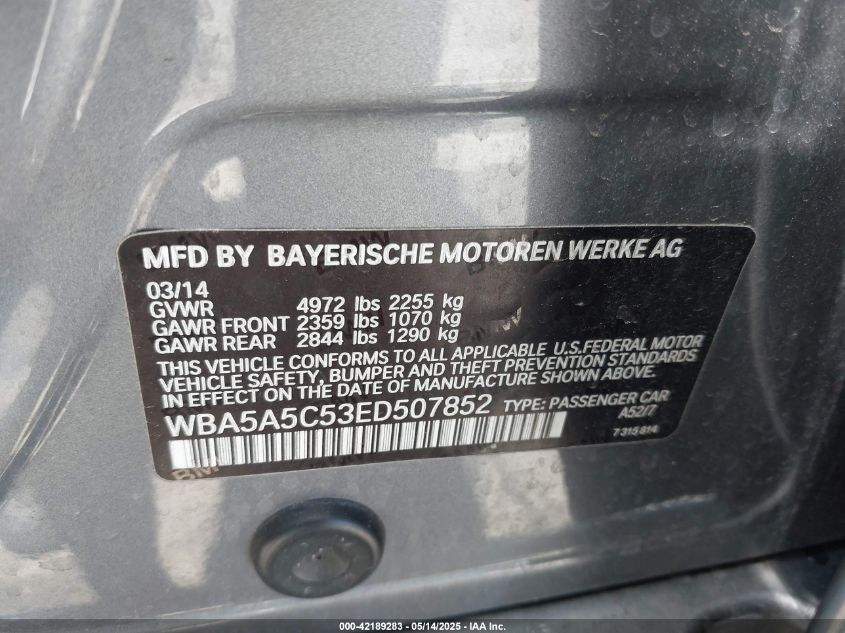 MFD BY BAYERISCHE MOTOREN WERKE AG
03/14
GVWR 4972 lbs 2255 kg
GAWR FRONT 2359 lbs 1070 kg
GAWR REAR 2844 lbs 1290 kg
THIS VEHICLE CONFORMS TO ALL APPLICABLE U.S.FEDERAL MOTOR
VEHICLE SAFETY, BUMPER AND THEFT PREVENTION STANDARDS
IN EFFECT ON THE DATE OF MANUFACTURE SHOWN ABOVE.
WBA5A5C53ED507852 TYPE: PASSENGER CAR
A52/7
7 315 814
000-42189283 - 05/14/2025 - IAA Inc.